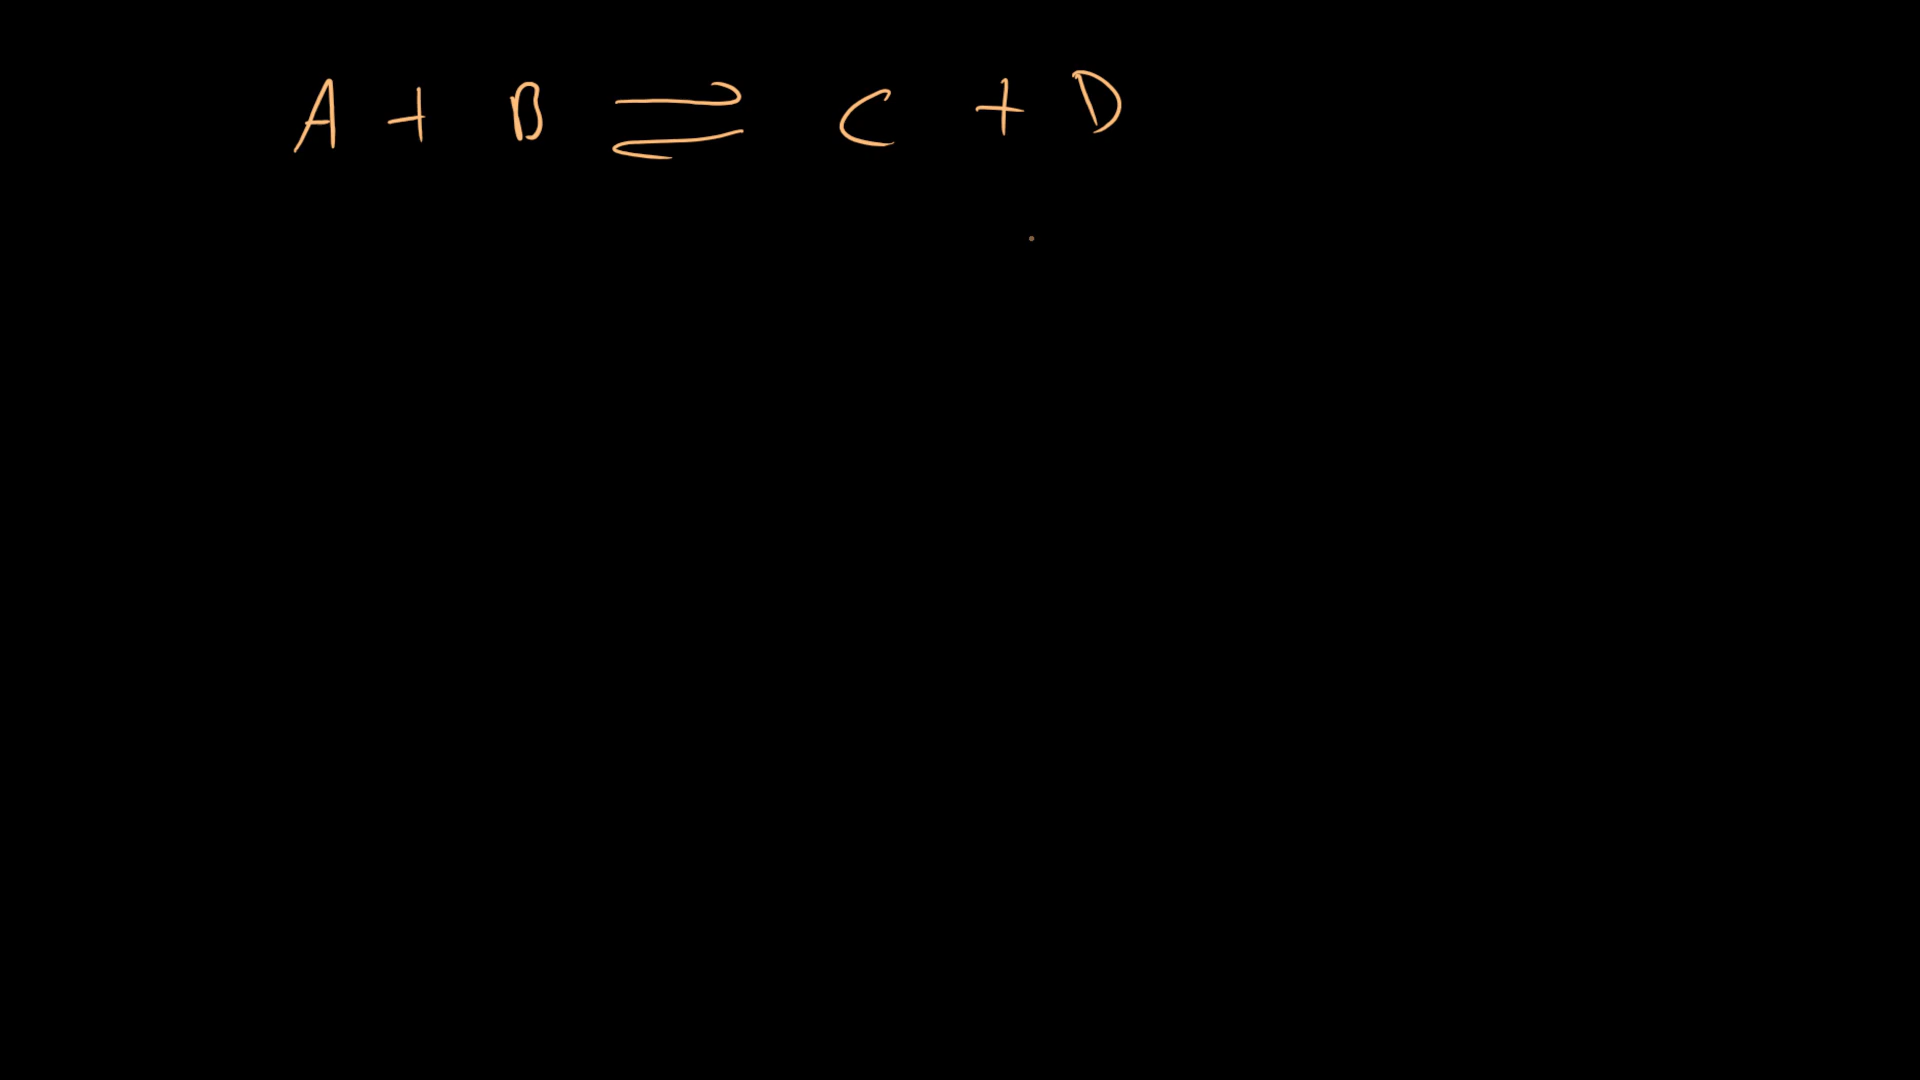 A + B ⇌ C + D